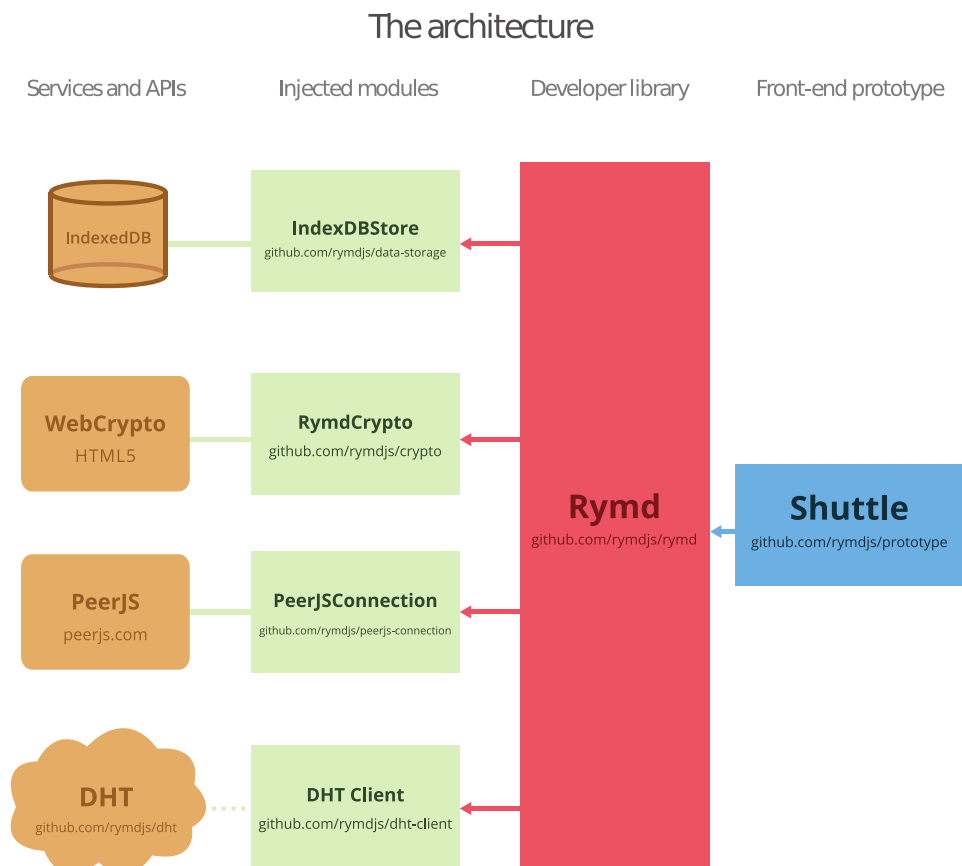 The architecture
Services and APIs
Injected modules
Developer library
Front-end prototype
IndexedDB
IndexDBStore
github.com/rymdjs/data-storage
WebCrypto
HTML5
RymdCrypto
github.com/rymdjs/crypto
Rymd
github.com/rymdjs/rymd
Shuttle
github.com/rymdjs/prototype
PeerJS
peerjs.com
PeerJSConnection
github.com/rymdjs/peerjs-connection
DHT
github.com/rymdjs/dht
DHT Client
github.com/rymdjs/dht-client